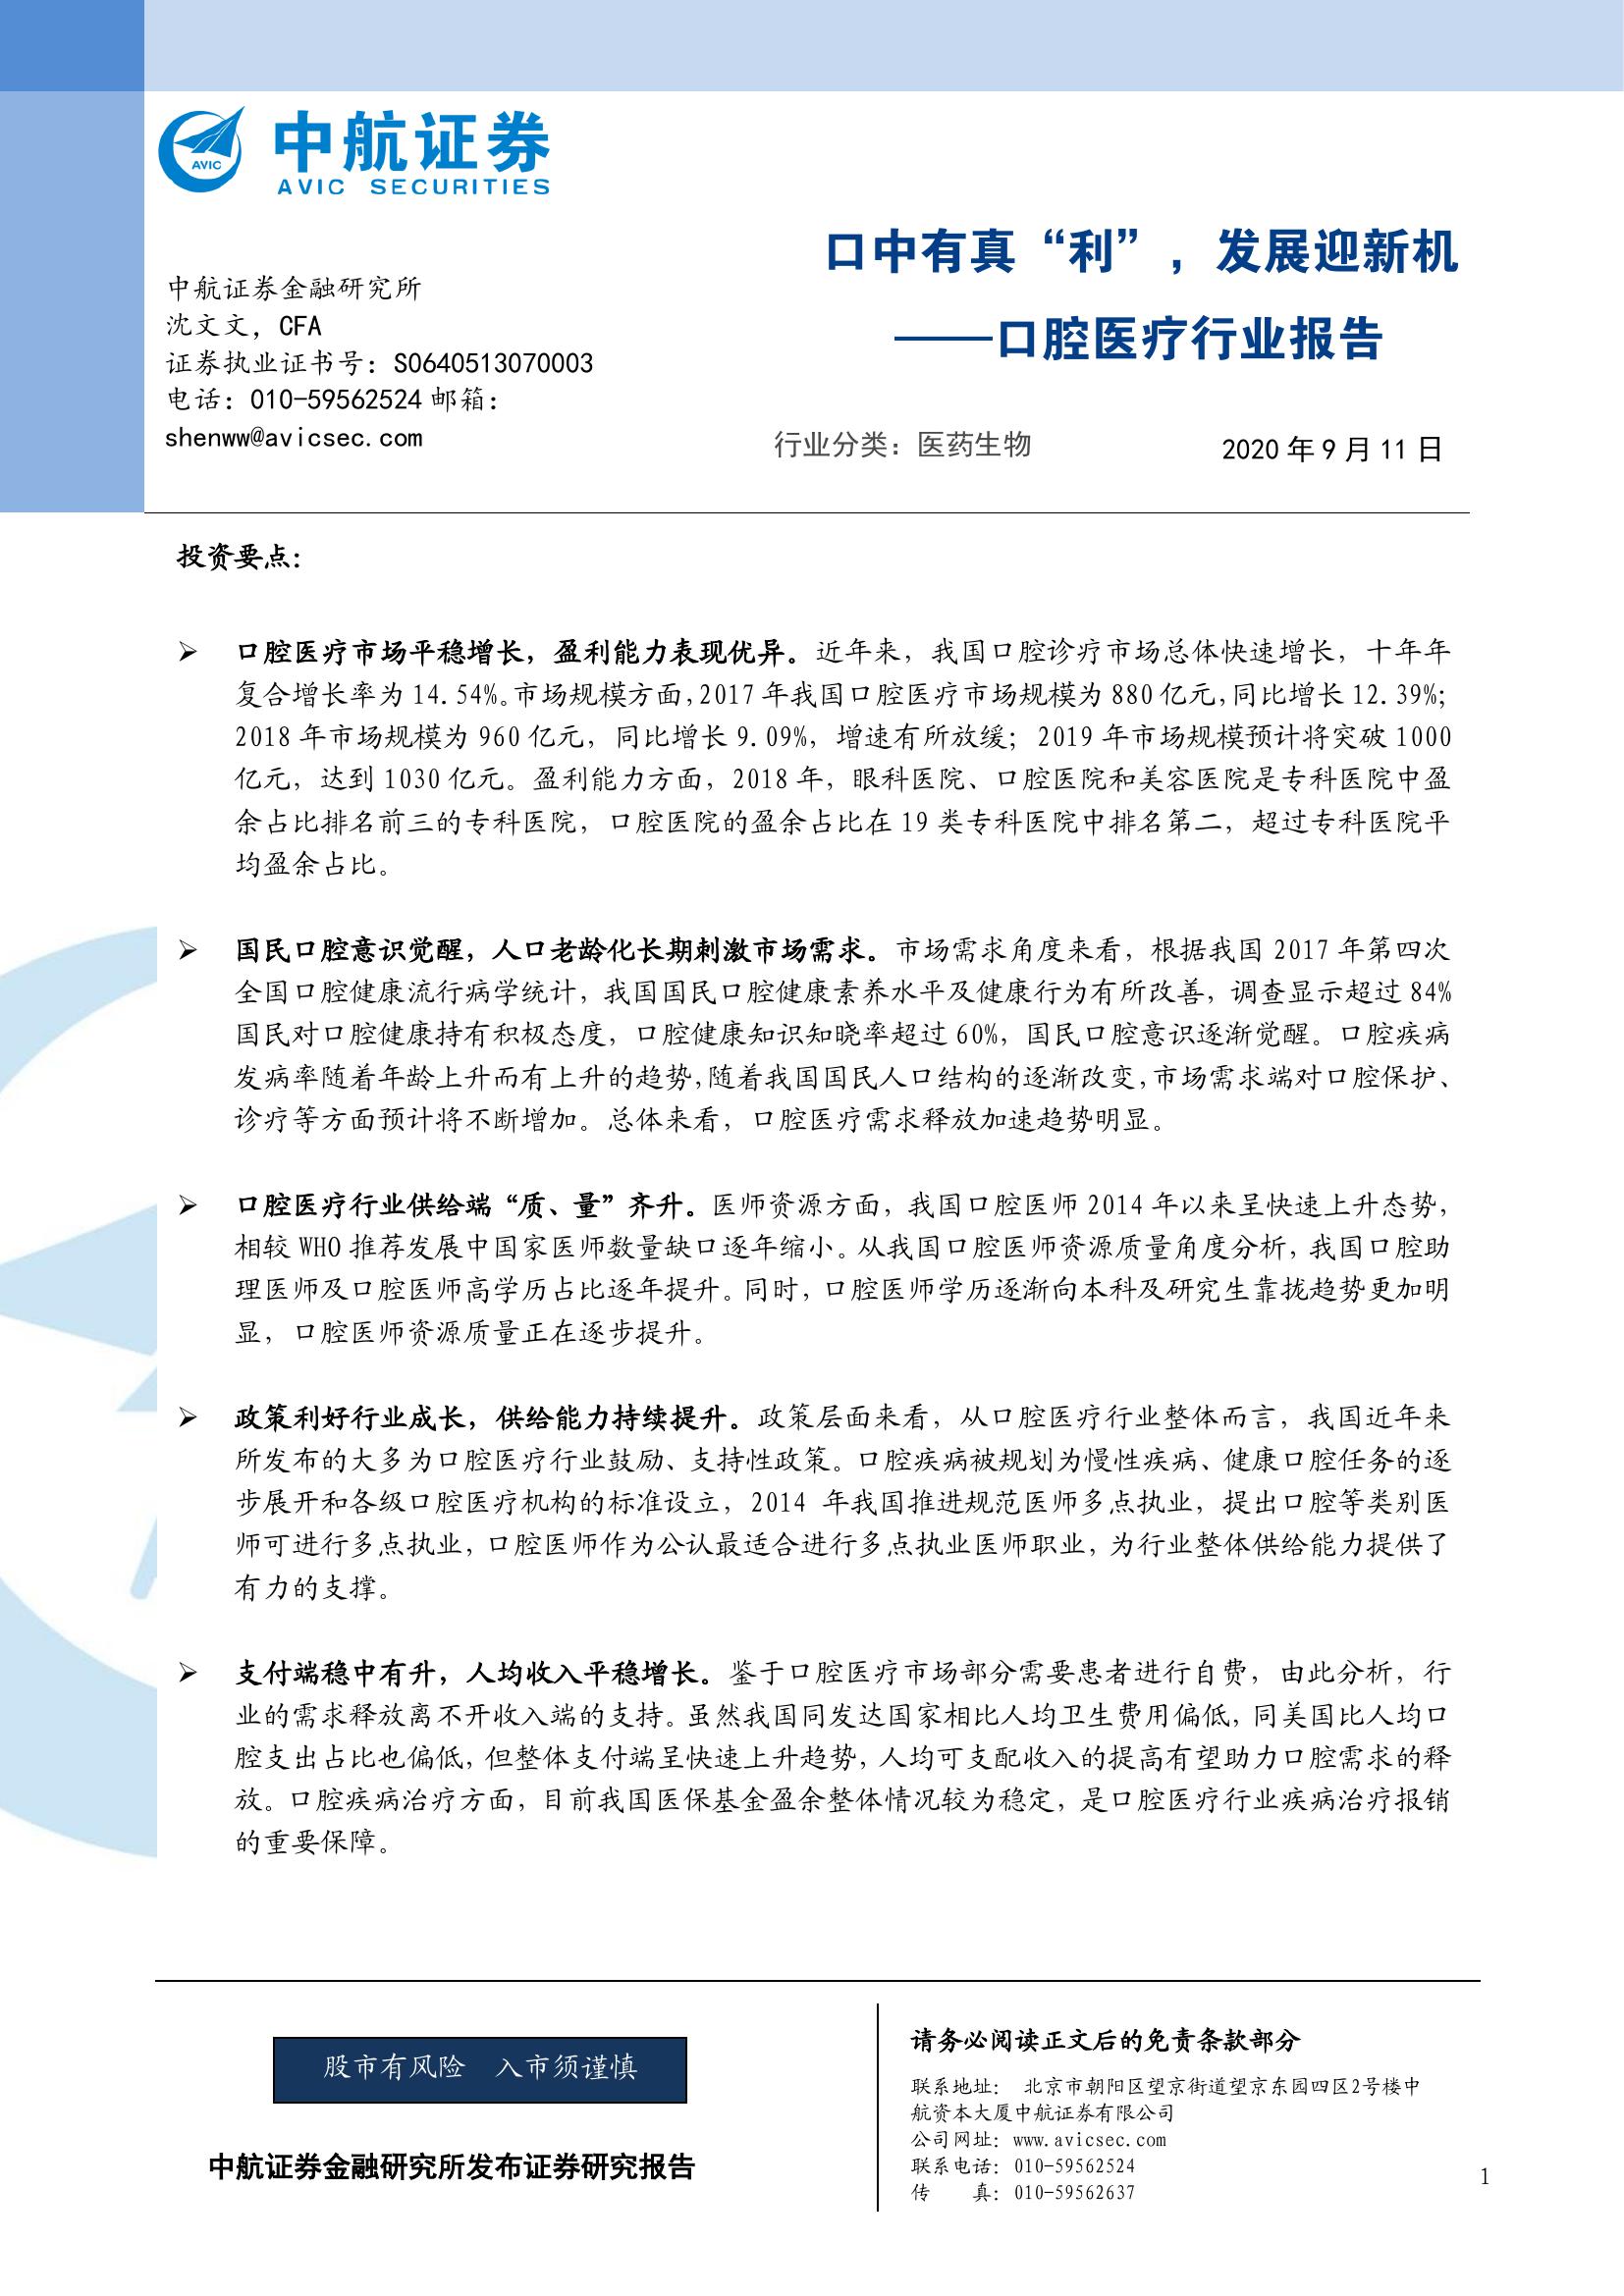 AVIC
中航证券
AVIC SECURITIES
中航证券金融研究所
沈文文，CFA
证券执业证书号：S0640513070003
电话：010-59562524 邮箱：
shenww@avicsec.com
口中有真“利”，发展迎新机
——口腔医疗行业报告
行业分类：医药生物
2020 年 9 月 11 日
投资要点：
➢ 口腔医疗市场平稳增长，盈利能力表现优异。近年来，我国口腔诊疗市场总体快速增长，十年年
复合增长率为 14.54%。市场规模方面，2017 年我国口腔医疗市场规模为 880 亿元，同比增长 12.39%；
2018 年市场规模为 960 亿元，同比增长 9.09%，增速有所放缓；2019 年市场规模预计将突破 1000
亿元，达到 1030 亿元。盈利能力方面，2018 年，眼科医院、口腔医院和美容医院是专科医院中盈
余占比排名前三的专科医院，口腔医院的盈余占比在 19 类专科医院中排名第二，超过专科医院平
均盈余占比。
➢ 国民口腔意识觉醒，人口老龄化长期刺激市场需求。市场需求角度来看，根据我国 2017 年第四次
全国口腔健康流行病学统计，我国国民口腔健康素养水平及健康行为有所改善，调查显示超过 84%
国民对口腔健康持有积极态度，口腔健康知识知晓率超过 60%，国民口腔意识逐渐觉醒。口腔疾病
发病率随着年龄上升而有上升的趋势，随着我国国民人口结构的逐渐改变，市场需求端对口腔保护、
诊疗等方面预计将不断增加。总体来看，口腔医疗需求释放加速趋势明显。
➢ 口腔医疗行业供给端“质、量”齐升。医师资源方面，我国口腔医师 2014 年以来呈快速上升态势，
相较 WHO 推荐发展中国家医师数量缺口逐年缩小。从我国口腔医师资源质量角度分析，我国口腔助
理医师及口腔医师高学历占比逐年提升。同时，口腔医师学历逐渐向本科及研究生靠拢趋势更加明
显，口腔医师资源质量正在逐步提升。
➢ 政策利好行业成长，供给能力持续提升。政策层面来看，从口腔医疗行业整体而言，我国近年来
所发布的大多为口腔医疗行业鼓励、支持性政策。口腔疾病被规划为慢性疾病、健康口腔任务的逐
步展开和各级口腔医疗机构的标准设立，2014 年我国推进规范医师多点执业，提出口腔等类别医
师可进行多点执业，口腔医师作为公认最适合进行多点执业医师职业，为行业整体供给能力提供了
有力的支撑。
➢ 支付端稳中有升，人均收入平稳增长。鉴于口腔医疗市场部分需要患者进行自费，由此分析，行
业的需求释放离不开收入端的支持。虽然我国同发达国家相比人均卫生费用偏低，同美国比人均口
腔支出占比也偏低，但整体支付端呈快速上升趋势，人均可支配收入的提高有望助力口腔需求的释
放。口腔疾病治疗方面，目前我国医保基金盈余整体情况较为稳定，是口腔医疗行业疾病治疗报销
的重要保障。
股市有风险 入市须谨慎
中航证券金融研究所发布证券研究报告
请务必阅读正文后的免责条款部分
联系地址： 北京市朝阳区望京街道望京东园四区2号楼中
航资本大厦中航证券有限公司
公司网址：www.avicsec.com
联系电话：010-59562524
传 真：010-59562637
1